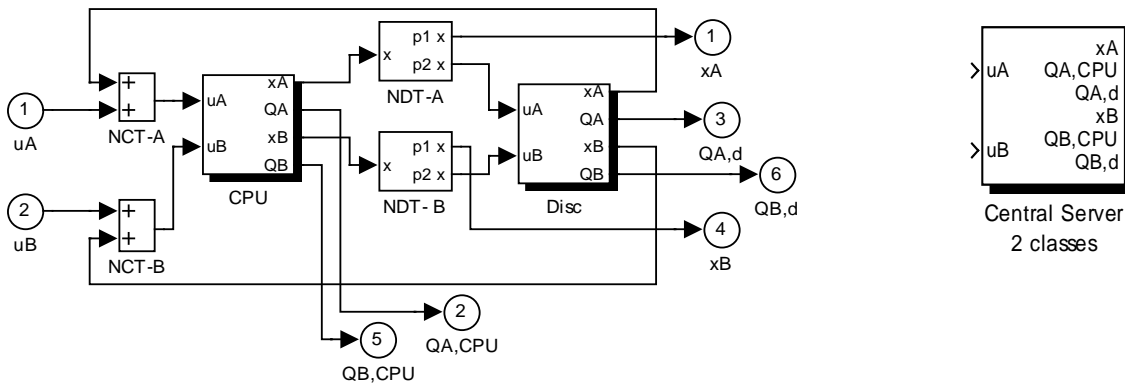 p1 x
p2 x
x
NDT-A
1
xA
+
+
NCT-A
1
uA
uA
uB
xA
QA
xB
QB
CPU
uA
uB
xA
QA
xB
QB
Disc
3
QA,d
6
QB,d
p1 x
p2 x
x
NDT- B
4
xB
2
uB
+
+
NCT-B
2
QA,CPU
5
QB,CPU
uA
uB
xA
QA,CPU
QA,d
xB
QB,CPU
QB,d
Central Server
2 classes